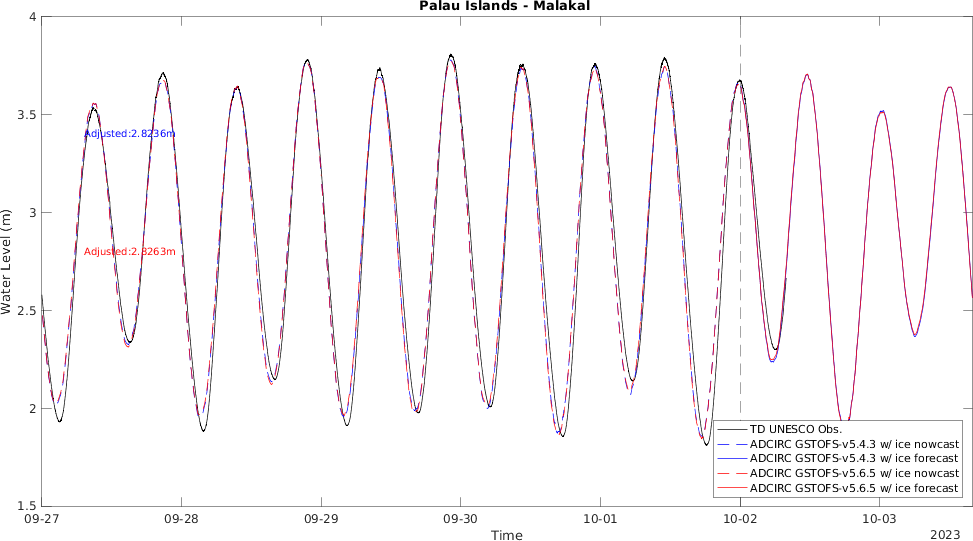 Palau Islands - Malakal
4
3.5
3
2.5
2
1.5
Water Level (m)
Adjusted:2.8236m
Adjusted:2.8263m
TD UNESCO Obs.
ADCIRC GSTOFS-v5.4.3 w/ ice nowcast
ADCIRC GSTOFS-v5.4.3 w/ ice forecast
ADCIRC GSTOFS-v5.6.5 w/ ice nowcast
ADCIRC GSTOFS-v5.6.5 w/ ice forecast
09-27 09-28 09-29 09-30 10-01 10-02 10-03
Time
2023